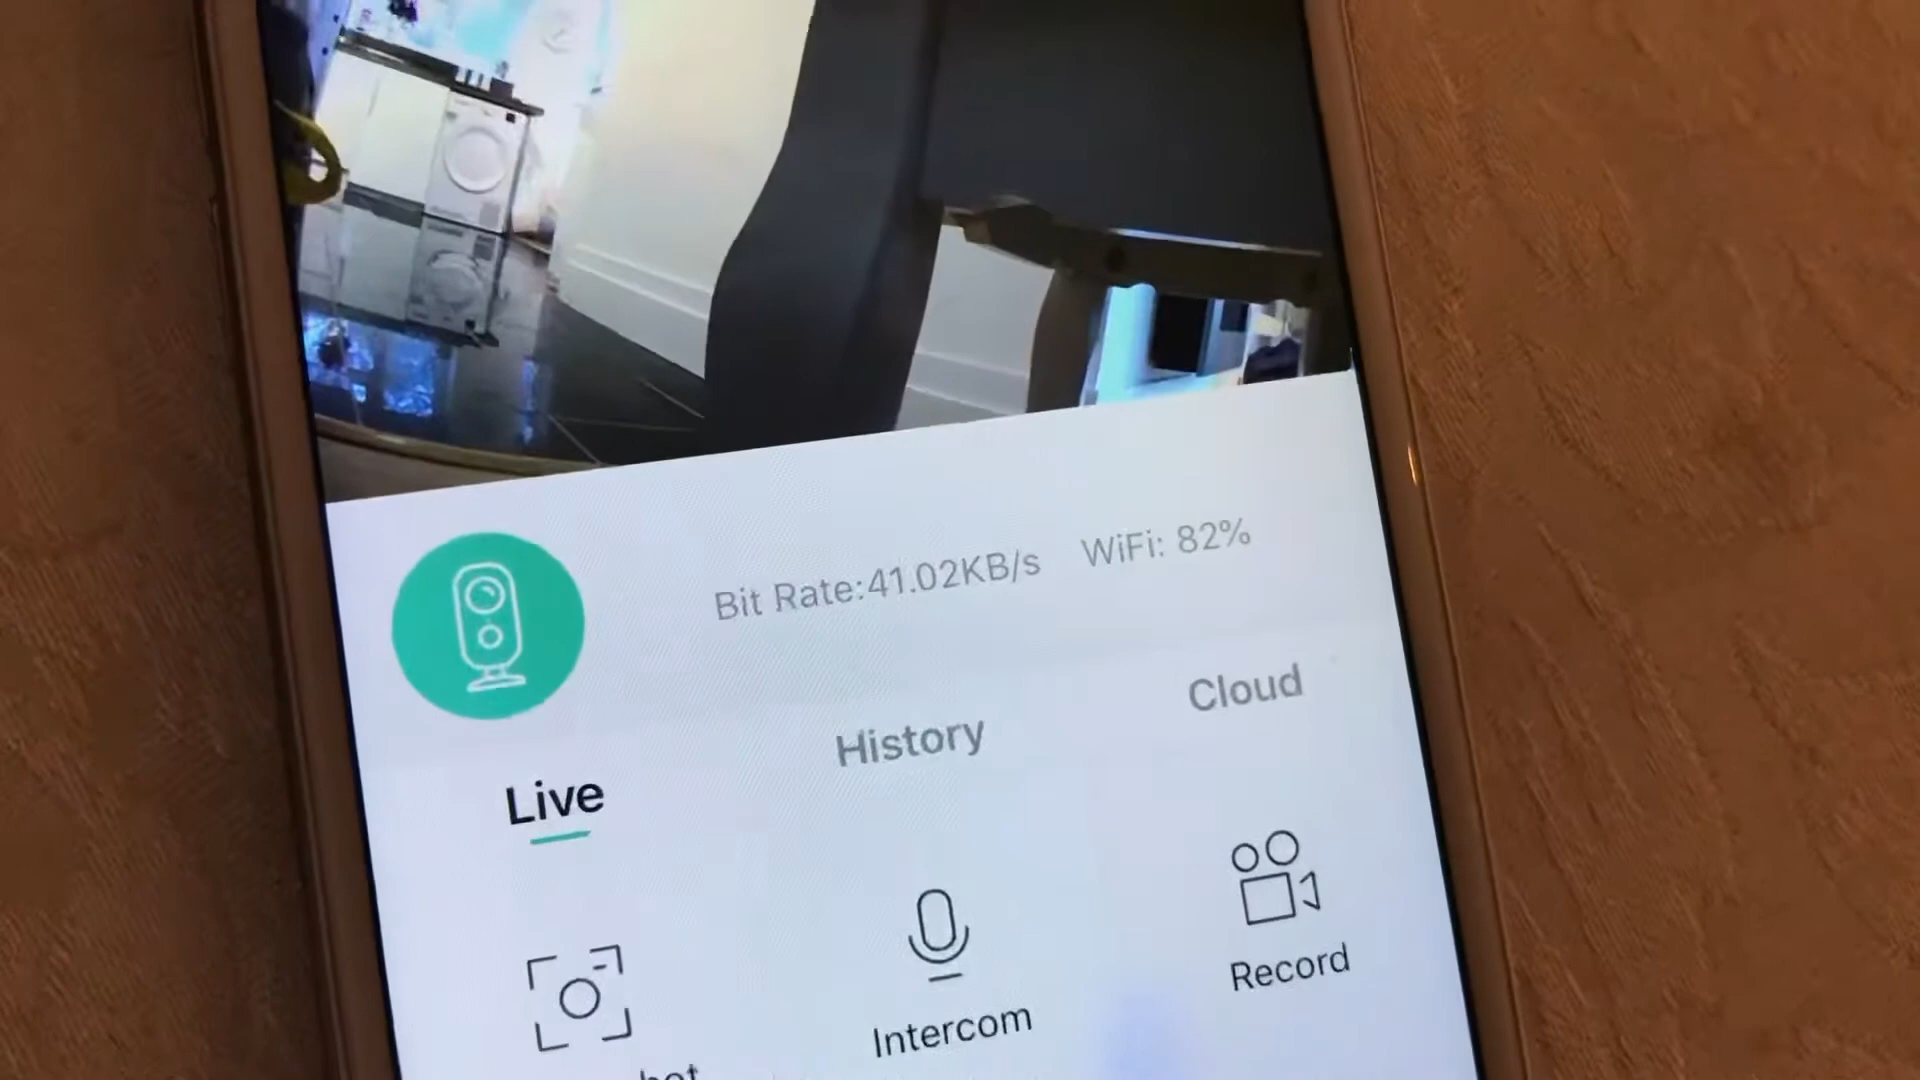 Bit Rate:41.02KB/s WiFi: 82%
Live History Cloud
Intercom Record